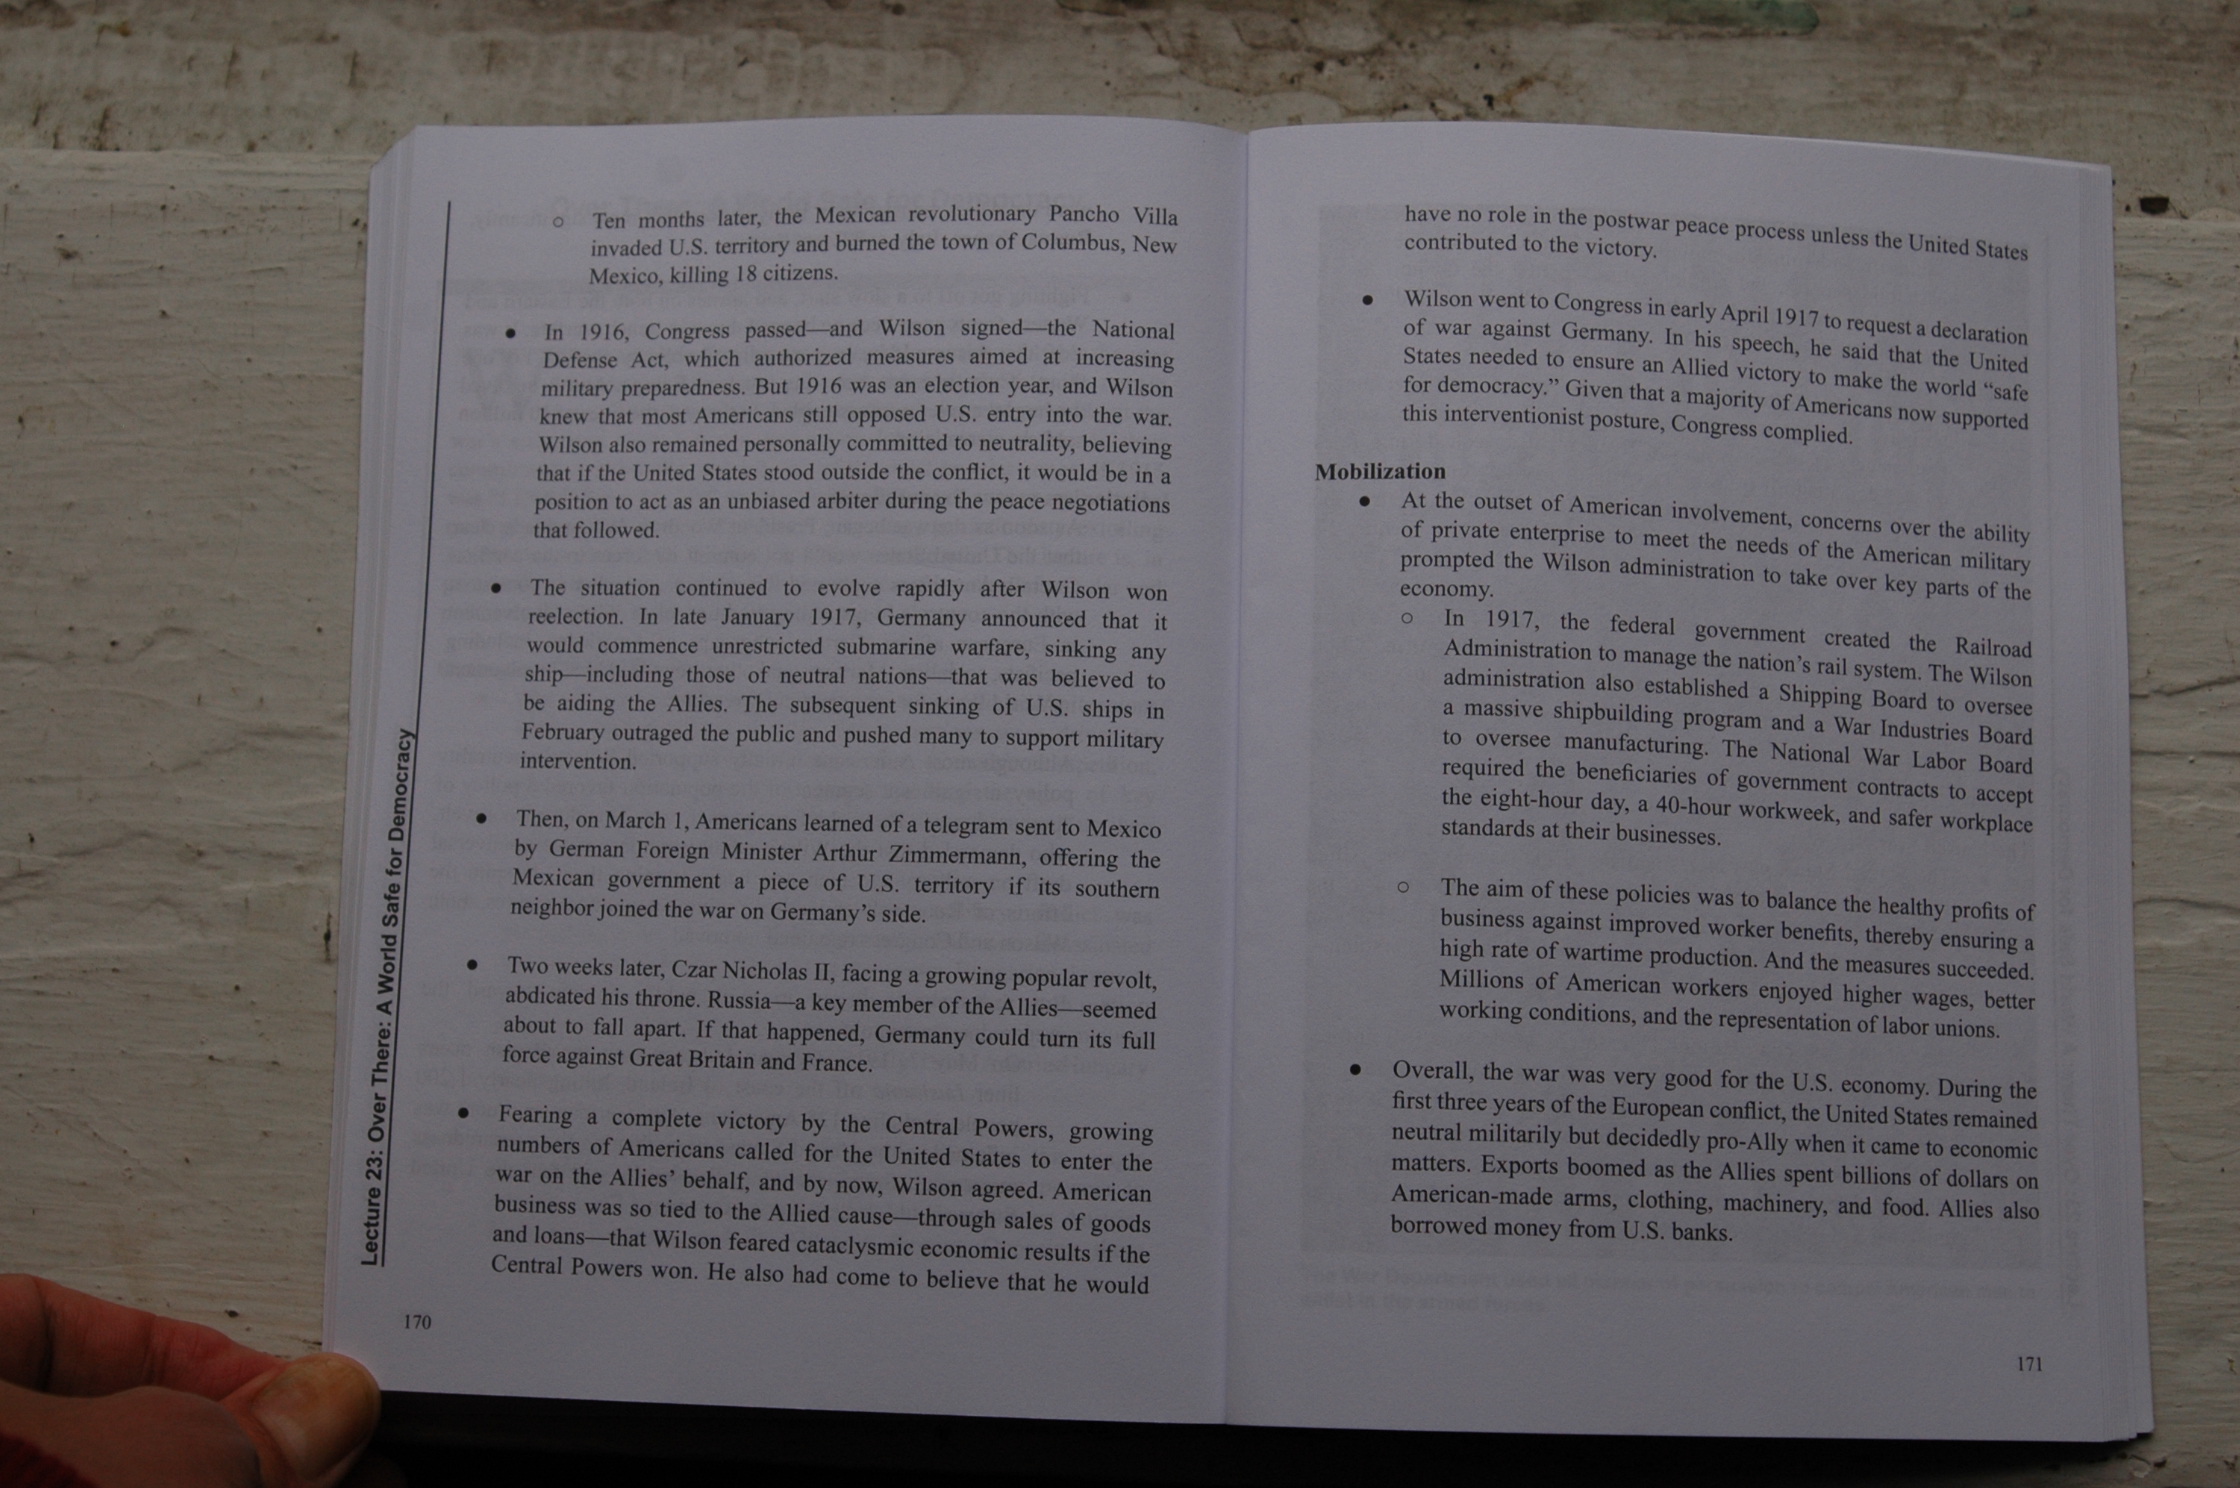 Lecture 23: Over There: A World Safe for Democracy
○ Ten months later, the Mexican revolutionary Pancho Villa
invaded U.S. territory and burned the town of Columbus, New
Mexico, killing 18 citizens.
● In 1916, Congress passed—and Wilson signed—the National
Defense Act, which authorized measures aimed at increasing
military preparedness. But 1916 was an election year, and Wilson
knew that most Americans still opposed U.S. entry into the war.
Wilson also remained personally committed to neutrality, believing
that if the United States stood outside the conflict, it would be in a
position to act as an unbiased arbiter during the peace negotiations
that followed.
● The situation continued to evolve rapidly after Wilson won
reelection. In late January 1917, Germany announced that it
would commence unrestricted submarine warfare, sinking any
ship—including those of neutral nations—that was believed to
be aiding the Allies. The subsequent sinking of U.S. ships in
February outraged the public and pushed many to support military
intervention.
● Then, on March 1, Americans learned of a telegram sent to Mexico
by German Foreign Minister Arthur Zimmermann, offering the
Mexican government a piece of U.S. territory if its southern
neighbor joined the war on Germany's side.
● Two weeks later, Czar Nicholas II, facing a growing popular revolt,
abdicated his throne. Russia—a key member of the Allies—seemed
about to fall apart. If that happened, Germany could turn its full
force against Great Britain and France.
● Fearing a complete victory by the Central Powers, growing
numbers of Americans called for the United States to enter the
war on the Allies' behalf, and by now, Wilson agreed. American
business was so tied to the Allied cause—through sales of goods
and loans—that Wilson feared cataclysmic economic results if the
Central Powers won. He also had come to believe that he would
170
have no role in the postwar peace process unless the United States
contributed to the victory.
● Wilson went to Congress in early April 1917 to request a declaration
of war against Germany. In his speech, he said that the United
States needed to ensure an Allied victory to make the world “safe
for democracy.” Given that a majority of Americans now supported
this interventionist posture, Congress complied.
Mobilization
● At the outset of American involvement, concerns over the ability
of private enterprise to meet the needs of the American military
prompted the Wilson administration to take over key parts of the
economy.
○ In 1917, the federal government created the Railroad
Administration to manage the nation's rail system. The Wilson
administration also established a Shipping Board to oversee
a massive shipbuilding program and a War Industries Board
to oversee manufacturing. The National War Labor Board
required the beneficiaries of government contracts to accept
the eight-hour day, a 40-hour workweek, and safer workplace
standards at their businesses.
○ The aim of these policies was to balance the healthy profits of
business against improved worker benefits, thereby ensuring a
high rate of wartime production. And the measures succeeded.
Millions of American workers enjoyed higher wages, better
working conditions, and the representation of labor unions.
● Overall, the war was very good for the U.S. economy. During the
first three years of the European conflict, the United States remained
neutral militarily but decidedly pro-Ally when it came to economic
matters. Exports boomed as the Allies spent billions of dollars on
American-made arms, clothing, machinery, and food. Allies also
borrowed money from U.S. banks.
171